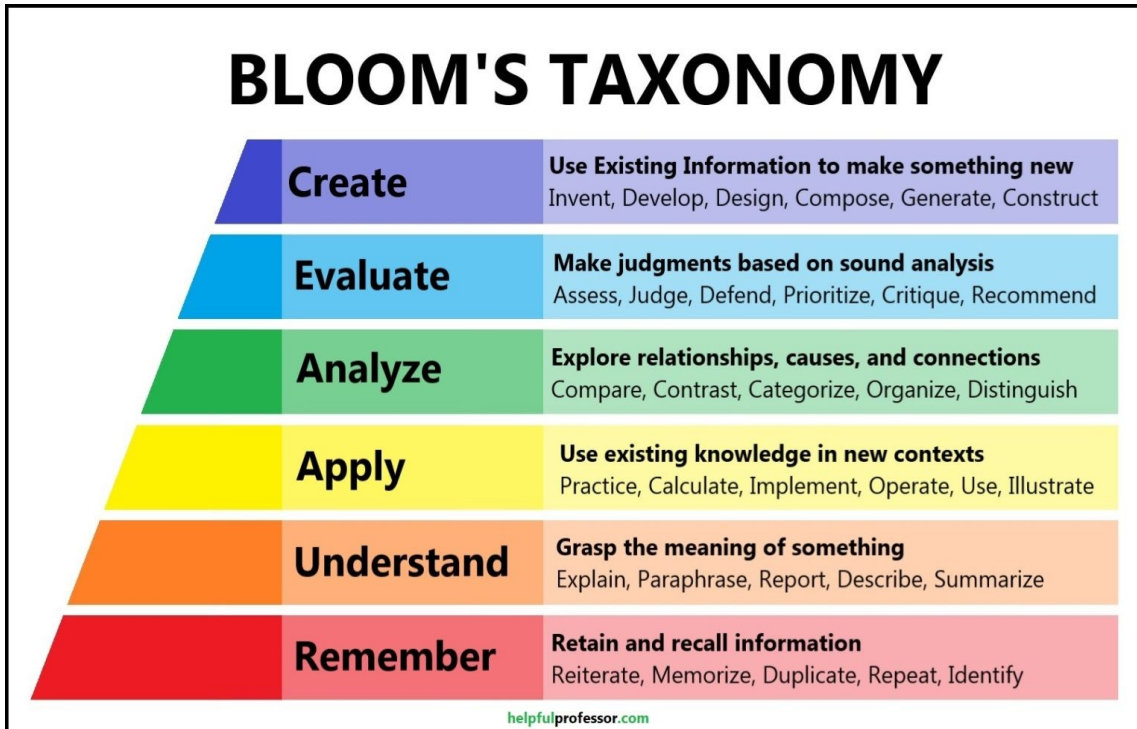 BLOOM'S TAXONOMY
Create
Use Existing Information to make something new
Invent, Develop, Design, Compose, Generate, Construct
Evaluate
Make judgments based on sound analysis
Assess, Judge, Defend, Prioritize, Critique, Recommend
Analyze
Explore relationships, causes, and connections
Compare, Contrast, Categorize, Organize, Distinguish
Apply
Use existing knowledge in new contexts
Practice, Calculate, Implement, Operate, Use, Illustrate
Understand
Grasp the meaning of something
Explain, Paraphrase, Report, Describe, Summarize
Remember
Retain and recall information
Reiterate, Memorize, Duplicate, Repeat, Identify
helpfulprofessor.com